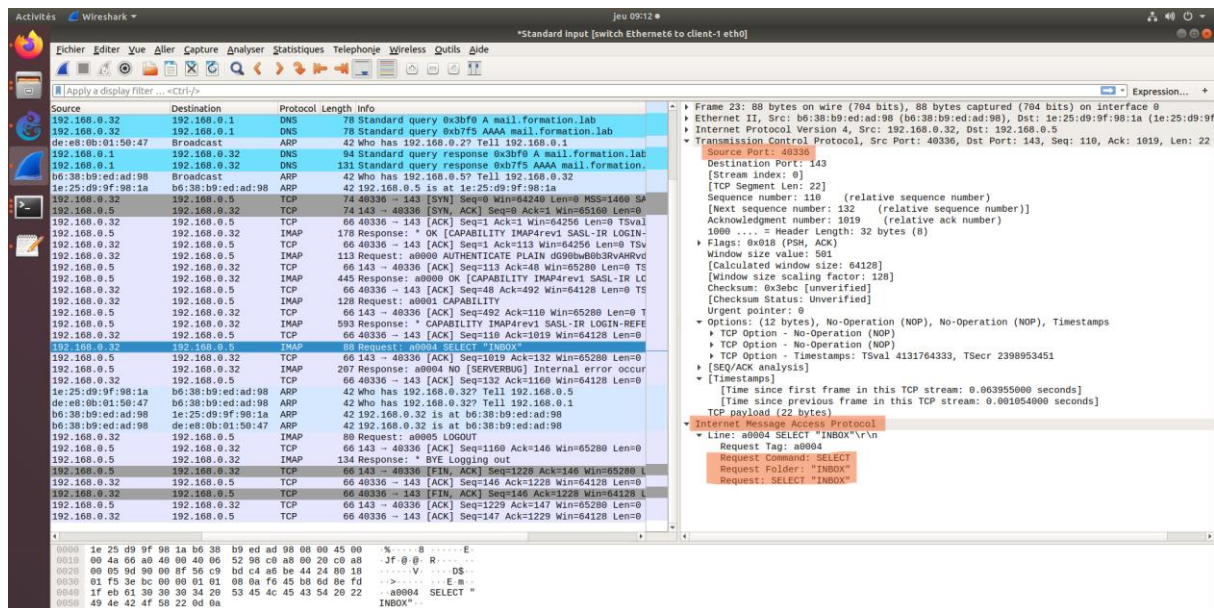 Activités Wireshark ▾ jeu 09:12 ●
*Standard input [switch Ethernet6 to client-1 eth0]
Fichier Editer Vue Aller Capture Analyser Statistiques Telephonie Wireless Outils Aide
Apply a display filter ... <Ctrl-/> Expression... +
Source Destination Protocol Length Info
192.168.0.32 192.168.0.1 DNS 78 Standard query 0x3bf0 A mail.formation.lab
192.168.0.32 192.168.0.1 DNS 78 Standard query 0xb7f5 AAAA mail.formation.lab
de:e8:0b:01:50:47 Broadcast ARP 42 Who has 192.168.0.2? Tell 192.168.0.1
192.168.0.1 192.168.0.32 DNS 94 Standard query response 0x3bf0 A mail.formation.lab
192.168.0.1 192.168.0.32 DNS 131 Standard query response 0xb7f5 AAAA mail.formation.
b6:38:b9:ed:ad:98 Broadcast ARP 42 Who has 192.168.0.5? Tell 192.168.0.32
1e:25:d9:9f:98:1a b6:38:b9:ed:ad:98 ARP 42 192.168.0.5 is at 1e:25:d9:9f:98:1a
192.168.0.32 192.168.0.5 TCP 74 40336 → 143 [SYN] Seq=0 Win=64240 Len=0 MSS=1460 SA
192.168.0.5 192.168.0.32 TCP 74 143 → 40336 [SYN, ACK] Seq=0 Ack=1 Win=65160 Len=0
192.168.0.32 192.168.0.5 TCP 66 40336 → 143 [ACK] Seq=1 Ack=1 Win=64256 Len=0 TSval
192.168.0.5 192.168.0.32 IMAP 178 Response: * OK [CAPABILITY IMAP4rev1 SASL-IR LOGIN-
192.168.0.32 192.168.0.5 TCP 66 40336 → 143 [ACK] Seq=1 Ack=113 Win=64256 Len=0 TSv
192.168.0.32 192.168.0.5 IMAP 113 Request: a0000 AUTHENTICATE PLAIN dG90bwB0b3RvAHRvd
192.168.0.5 192.168.0.32 TCP 66 143 → 40336 [ACK] Seq=113 Ack=48 Win=65280 Len=0 TS
192.168.0.5 192.168.0.32 IMAP 445 Response: a0000 OK [CAPABILITY IMAP4rev1 SASL-IR LO
192.168.0.32 192.168.0.5 TCP 66 40336 → 143 [ACK] Seq=48 Ack=492 Win=64128 Len=0 TS
192.168.0.32 192.168.0.5 IMAP 128 Request: a0001 CAPABILITY
192.168.0.5 192.168.0.32 TCP 66 143 → 40336 [ACK] Seq=492 Ack=110 Win=65280 Len=0 T
192.168.0.5 192.168.0.32 IMAP 593 Response: * CAPABILITY IMAP4rev1 SASL-IR LOGIN-REFE
192.168.0.32 192.168.0.5 TCP 66 40336 → 143 [ACK] Seq=110 Ack=1019 Win=64128 Len=0
192.168.0.32 192.168.0.5 IMAP 88 Request: a0004 SELECT "INBOX"
192.168.0.5 192.168.0.32 TCP 66 143 → 40336 [ACK] Seq=1019 Ack=132 Win=65280 Len=0
192.168.0.5 192.168.0.32 IMAP 207 Response: a0004 NO [SERVERBUG] Internal error occur
192.168.0.32 192.168.0.5 TCP 66 40336 → 143 [ACK] Seq=132 Ack=1160 Win=64128 Len=0
1e:25:d9:9f:98:1a b6:38:b9:ed:ad:98 ARP 42 Who has 192.168.0.32? Tell 192.168.0.5
de:e8:0b:01:50:47 b6:38:b9:ed:ad:98 ARP 42 Who has 192.168.0.32? Tell 192.168.0.1
b6:38:b9:ed:ad:98 1e:25:d9:9f:98:1a ARP 42 192.168.0.32 is at b6:38:b9:ed:ad:98
b6:38:b9:ed:ad:98 de:e8:0b:01:50:47 ARP 42 192.168.0.32 is at b6:38:b9:ed:ad:98
192.168.0.32 192.168.0.5 IMAP 80 Request: a0005 LOGOUT
192.168.0.5 192.168.0.32 TCP 66 143 → 40336 [ACK] Seq=1160 Ack=146 Win=65280 Len=0
192.168.0.5 192.168.0.32 IMAP 134 Response: * BYE Logging out
192.168.0.5 192.168.0.32 TCP 66 143 → 40336 [FIN, ACK] Seq=1228 Ack=146 Win=65280 L
192.168.0.32 192.168.0.5 TCP 66 40336 → 143 [ACK] Seq=146 Ack=1228 Win=64128 Len=0
192.168.0.32 192.168.0.5 TCP 66 40336 → 143 [FIN, ACK] Seq=146 Ack=1228 Win=64128 L
192.168.0.5 192.168.0.32 TCP 66 143 → 40336 [ACK] Seq=1229 Ack=147 Win=65280 Len=0
192.168.0.32 192.168.0.5 TCP 66 40336 → 143 [ACK] Seq=147 Ack=1229 Win=64128 Len=0
Frame 23: 88 bytes on wire (704 bits), 88 bytes captured (704 bits) on interface 0
Ethernet II, Src: b6:38:b9:ed:ad:98 (b6:38:b9:ed:ad:98), Dst: 1e:25:d9:9f:98:1a (1e:25:d9:9f
Internet Protocol Version 4, Src: 192.168.0.32, Dst: 192.168.0.5
Transmission Control Protocol, Src Port: 40336, Dst Port: 143, Seq: 110, Ack: 1019, Len: 22
Source Port: 40336
Destination Port: 143
[Stream index: 0]
[TCP Segment Len: 22]
Sequence number: 110 (relative sequence number)
[Next sequence number: 132 (relative sequence number)]
Acknowledgment number: 1019 (relative ack number)
1000 .... = Header Length: 32 bytes (8)
Flags: 0x018 (PSH, ACK)
Window size value: 501
[Calculated window size: 64128]
[Window size scaling factor: 128]
Checksum: 0x3ebc [unverified]
[Checksum Status: Unverified]
Urgent pointer: 0
Options: (12 bytes), No-Operation (NOP), No-Operation (NOP), Timestamps
TCP Option - No-Operation (NOP)
TCP Option - No-Operation (NOP)
TCP Option - Timestamps: TSval 4131764333, TSecr 2398953451
[SEQ/ACK analysis]
[Timestamps]
[Time since first frame in this TCP stream: 0.063955000 seconds]
[Time since previous frame in this TCP stream: 0.001054000 seconds]
TCP payload (22 bytes)
Internet Message Access Protocol
Line: a0004 SELECT "INBOX"\r\n
Request Tag: a0004
Request Command: SELECT
Request Folder: "INBOX"
Request: SELECT "INBOX"
0000 1e 25 d9 9f 98 1a b6 38 b9 ed ad 98 08 00 45 00 ·%·····8 ······E·
0010 00 4a 66 a0 40 00 40 06 52 98 c0 a8 00 20 c0 a8 ·Jf·@·@· R···· ··
0020 00 05 9d 90 00 8f 56 c9 bd c4 a6 be 44 24 80 18 ······V· ····D$··
0030 01 f5 3e bc 00 00 01 01 08 0a f6 45 b8 6d 8e fd ··>····· ···E·m··
0040 1f eb 61 30 30 30 34 20 53 45 4c 45 43 54 20 22 ··a0004 SELECT "
0050 49 4e 42 4f 58 22 0d 0a INBOX"··